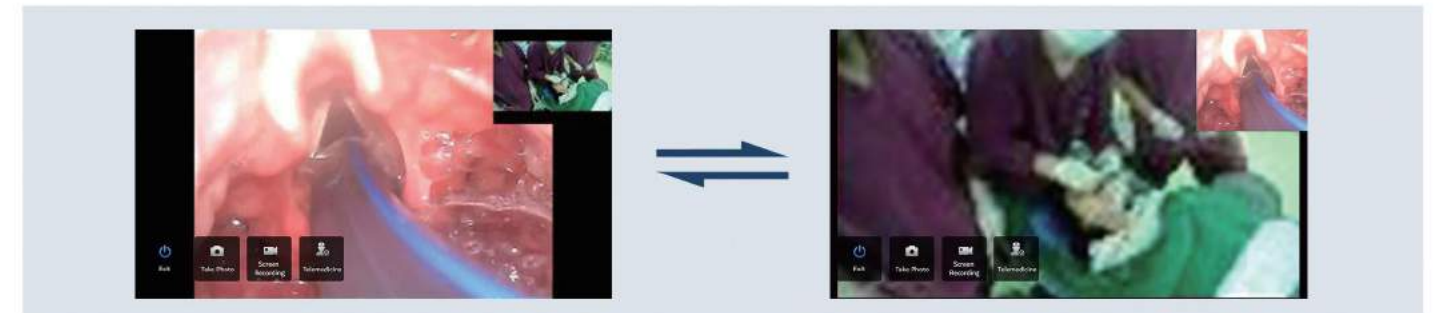 Exit
Take Photo
Screen
Recording
Telemedicine
Exit
Take Photo
Screen
Recording
Telemedicine